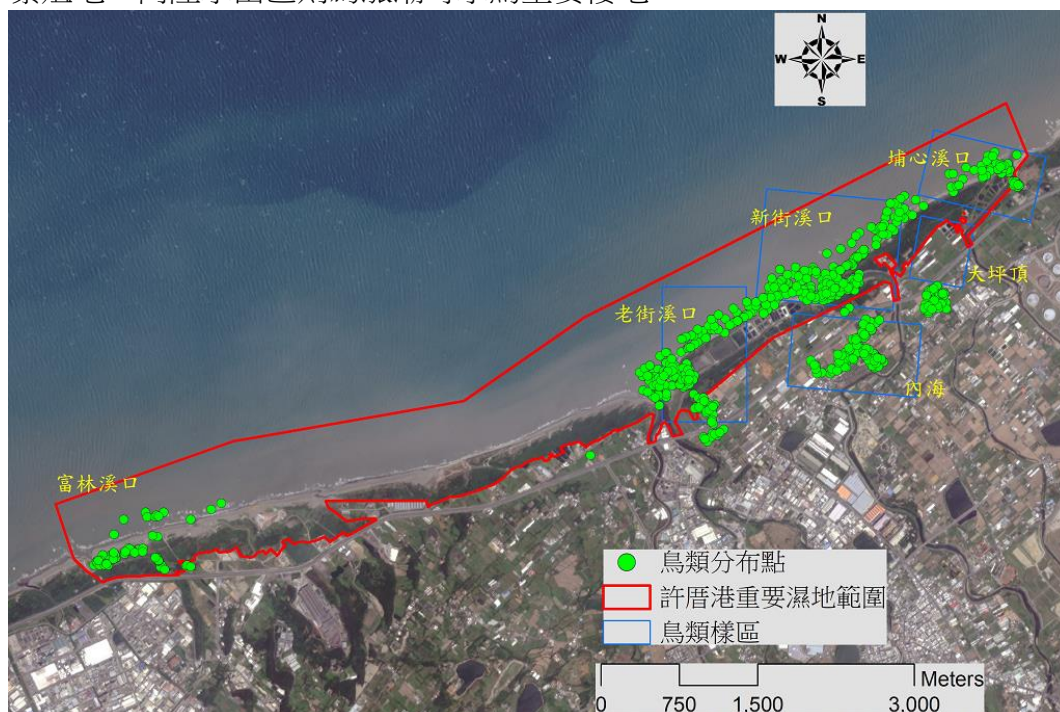 N
W E
S
埔心溪口
新街溪口
大坪頂
老街溪口
內海
富林溪口
鳥類分布點
許厝港重要濕地範圍
鳥類樣區
Meters
0 750 1,500 3,000